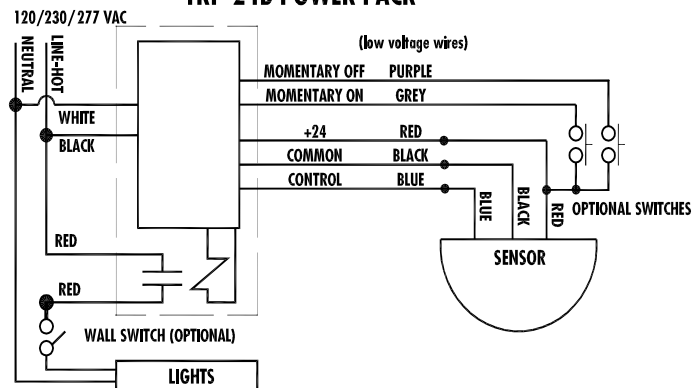 120/230/277 VAC
(low voltage wires)
NEUTRAL
LINE-HOT
MOMENTARY OFF PURPLE
MOMENTARY ON GREY
WHITE
BLACK
+24 RED
COMMON BLACK
CONTROL BLUE
BLUE
BLACK
RED
OPTIONAL SWITCHES
RED
SENSOR
RED
WALL SWITCH (OPTIONAL)
LIGHTS